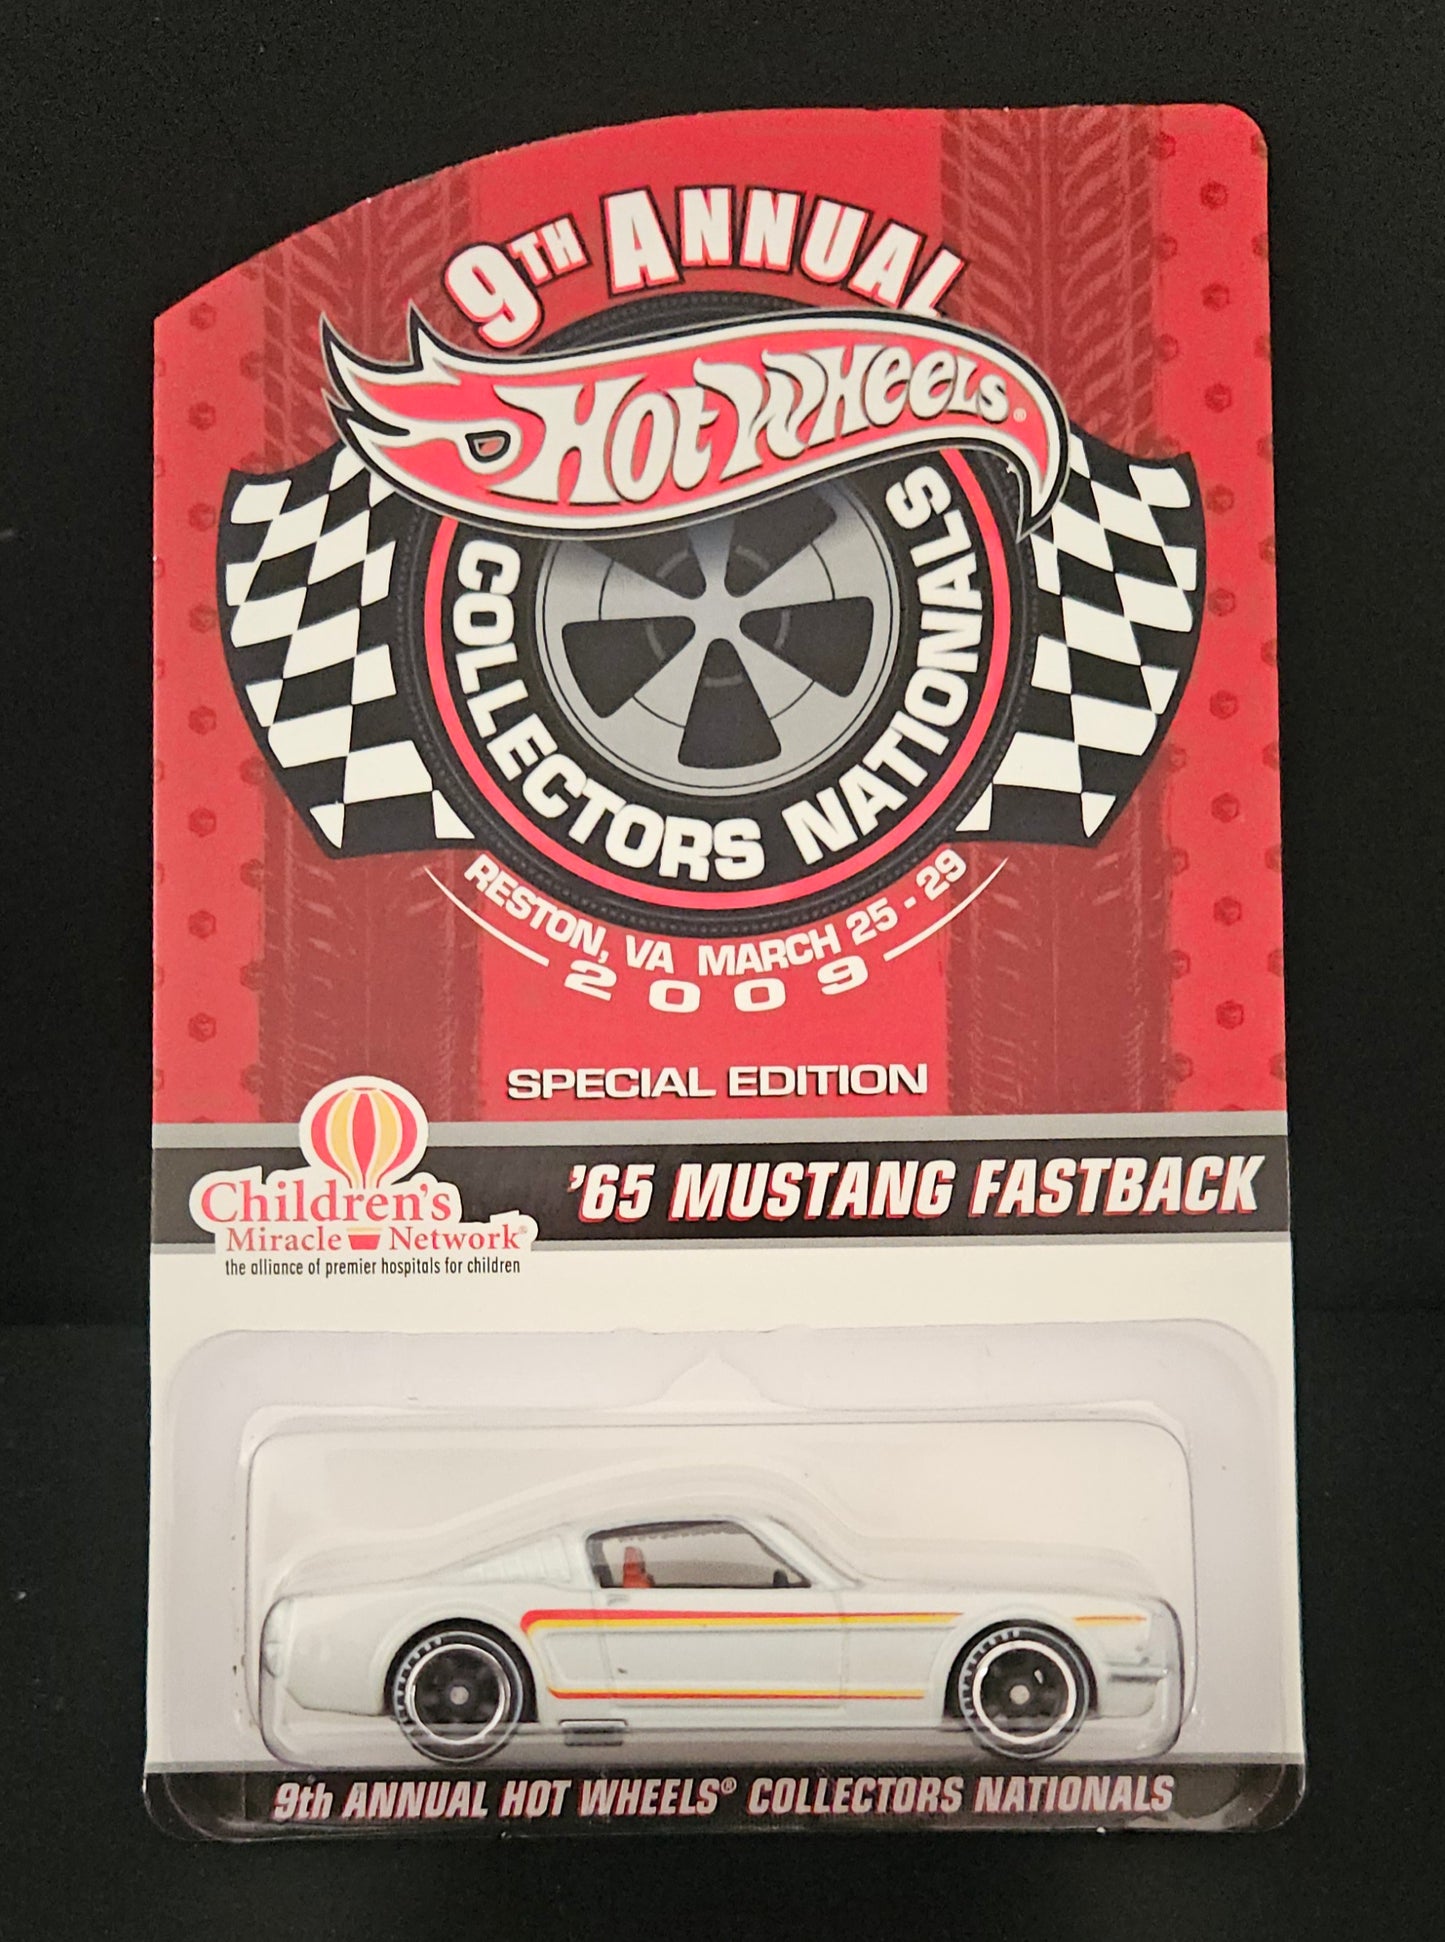 9TH ANNUAL
HOT WHEELS®
COLLECTORS NATIONALS
RESTON, VA MARCH 25 - 29
2009
SPECIAL EDITION
'65 MUSTANG FASTBACK
Children's
Miracle Network®
the alliance of premier hospitals for children
9th ANNUAL HOT WHEELS® COLLECTORS NATIONALS